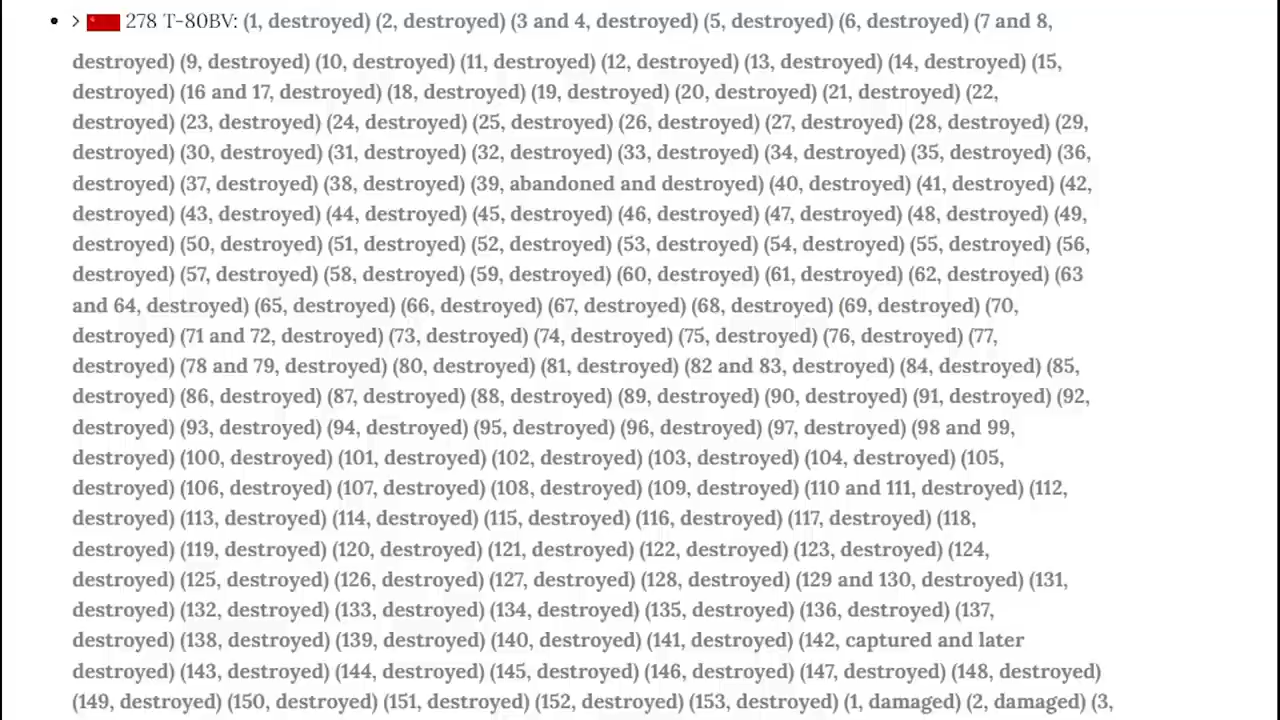 278 T-80BV: (1, destroyed) (2, destroyed) (3 and 4, destroyed) (5, destroyed) (6, destroyed) (7 and 8,
destroyed) (9, destroyed) (10, destroyed) (11, destroyed) (12, destroyed) (13, destroyed) (14, destroyed) (15,
destroyed) (16 and 17, destroyed) (18, destroyed) (19, destroyed) (20, destroyed) (21, destroyed) (22,
destroyed) (23, destroyed) (24, destroyed) (25, destroyed) (26, destroyed) (27, destroyed) (28, destroyed) (29,
destroyed) (30, destroyed) (31, destroyed) (32, destroyed) (33, destroyed) (34, destroyed) (35, destroyed) (36,
destroyed) (37, destroyed) (38, destroyed) (39, abandoned and destroyed) (40, destroyed) (41, destroyed) (42,
destroyed) (43, destroyed) (44, destroyed) (45, destroyed) (46, destroyed) (47, destroyed) (48, destroyed) (49,
destroyed) (50, destroyed) (51, destroyed) (52, destroyed) (53, destroyed) (54, destroyed) (55, destroyed) (56,
destroyed) (57, destroyed) (58, destroyed) (59, destroyed) (60, destroyed) (61, destroyed) (62, destroyed) (63
and 64, destroyed) (65, destroyed) (66, destroyed) (67, destroyed) (68, destroyed) (69, destroyed) (70,
destroyed) (71 and 72, destroyed) (73, destroyed) (74, destroyed) (75, destroyed) (76, destroyed) (77,
destroyed) (78 and 79, destroyed) (80, destroyed) (81, destroyed) (82 and 83, destroyed) (84, destroyed) (85,
destroyed) (86, destroyed) (87, destroyed) (88, destroyed) (89, destroyed) (90, destroyed) (91, destroyed) (92,
destroyed) (93, destroyed) (94, destroyed) (95, destroyed) (96, destroyed) (97, destroyed) (98 and 99,
destroyed) (100, destroyed) (101, destroyed) (102, destroyed) (103, destroyed) (104, destroyed) (105,
destroyed) (106, destroyed) (107, destroyed) (108, destroyed) (109, destroyed) (110 and 111, destroyed) (112,
destroyed) (113, destroyed) (114, destroyed) (115, destroyed) (116, destroyed) (117, destroyed) (118,
destroyed) (119, destroyed) (120, destroyed) (121, destroyed) (122, destroyed) (123, destroyed) (124,
destroyed) (125, destroyed) (126, destroyed) (127, destroyed) (128, destroyed) (129 and 130, destroyed) (131,
destroyed) (132, destroyed) (133, destroyed) (134, destroyed) (135, destroyed) (136, destroyed) (137,
destroyed) (138, destroyed) (139, destroyed) (140, destroyed) (141, destroyed) (142, captured and later
destroyed) (143, destroyed) (144, destroyed) (145, destroyed) (146, destroyed) (147, destroyed) (148, destroyed)
(149, destroyed) (150, destroyed) (151, destroyed) (152, destroyed) (153, destroyed) (1, damaged) (2, damaged) (3,